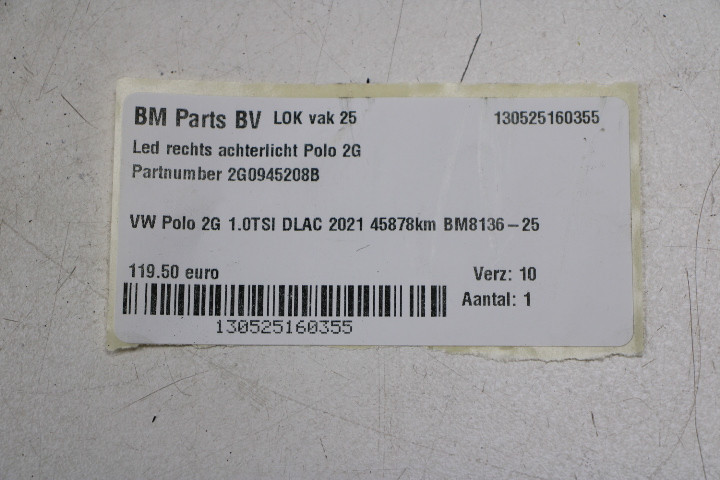 BM Parts BV LOK vak 25 130525160355
Led rechts achterlicht Polo 2G
Partnumber 2G0945208B
VW Polo 2G 1.0TSI DLAC 2021 45878km BM8136-25
119.50 euro Verz: 10
Aantal: 1
130525160355